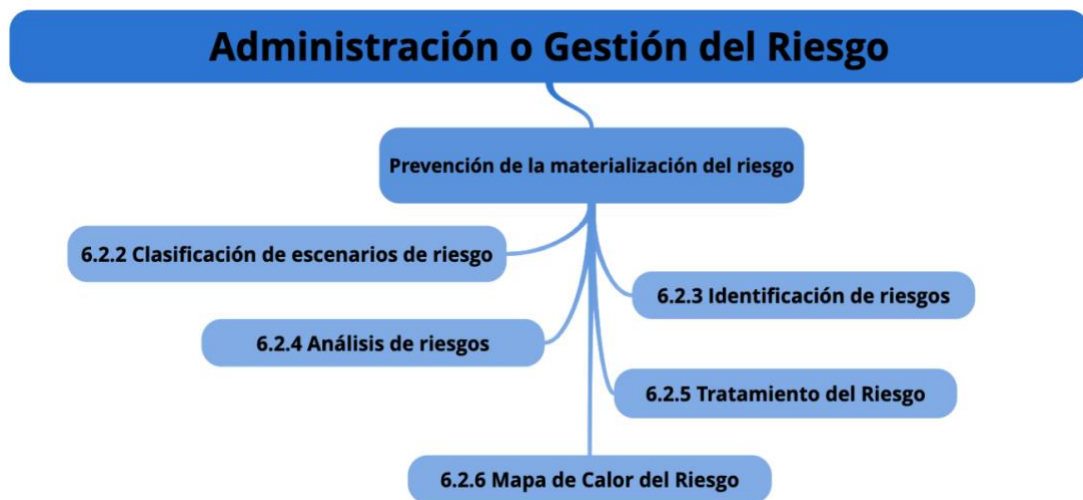 Administración o Gestión del Riesgo
Prevención de la materialización del riesgo
6.2.2 Clasificación de escenarios de riesgo
6.2.3 Identificación de riesgos
6.2.4 Análisis de riesgos
6.2.5 Tratamiento del Riesgo
6.2.6 Mapa de Calor del Riesgo